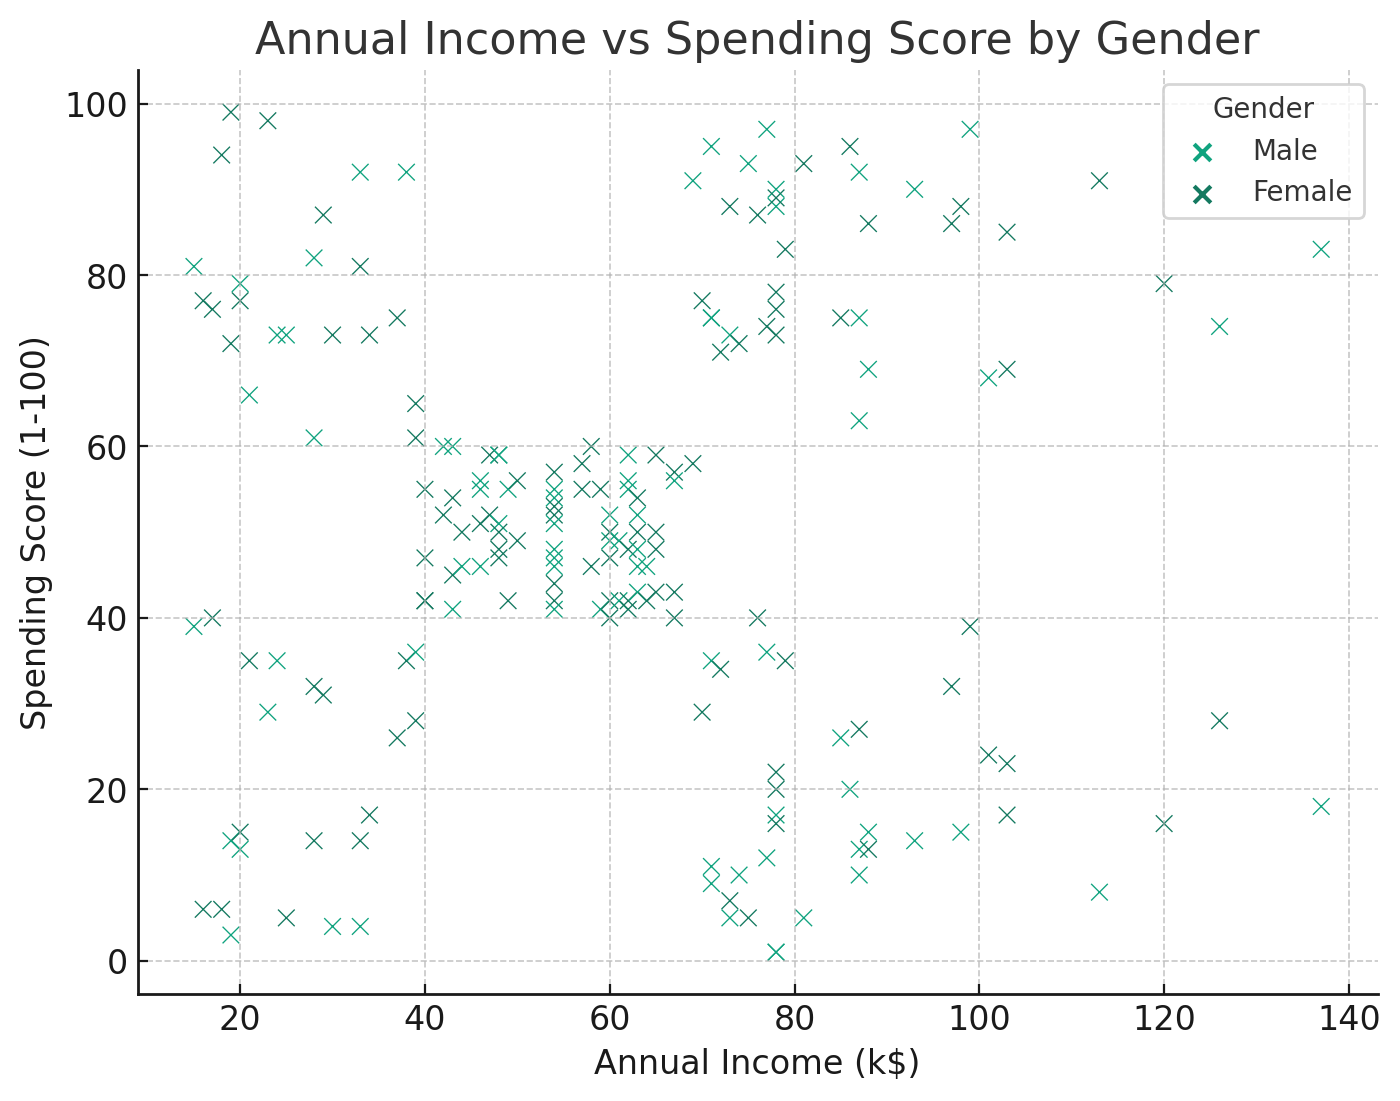 Annual Income vs Spending Score by Gender
Gender
Male
Female
100
80
60
40
20
0
Spending Score (1-100)
20 40 60 80 100 120 140
Annual Income (k$)